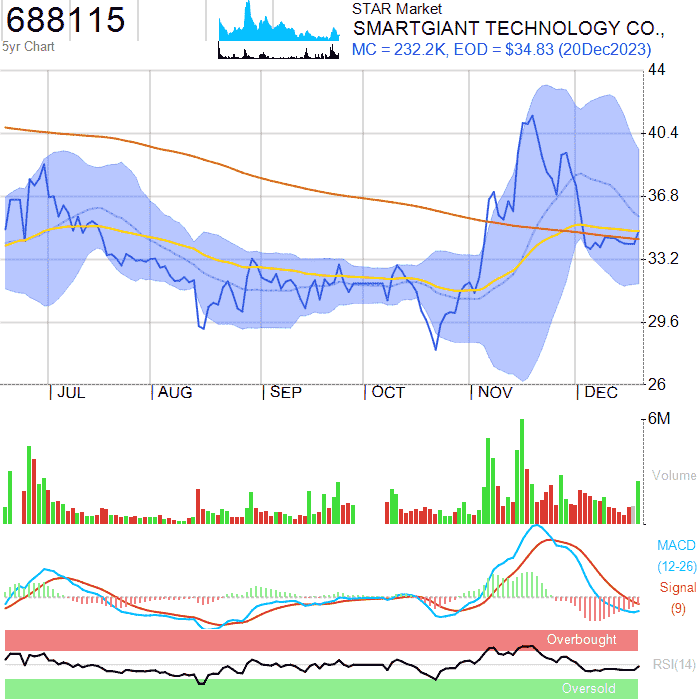 688115
5yr Chart
STAR Market
SMARTGIANT TECHNOLOGY CO.,
MC = 232.2K, EOD = $34.83 (20Dec2023)
44
40.4
36.8
33.2
29.6
26
JUL
AUG
SEP
OCT
NOV
DEC
6M
Volume
MACD
(12-26)
Signal
(9)
Overbought
RSI(14)
Oversold